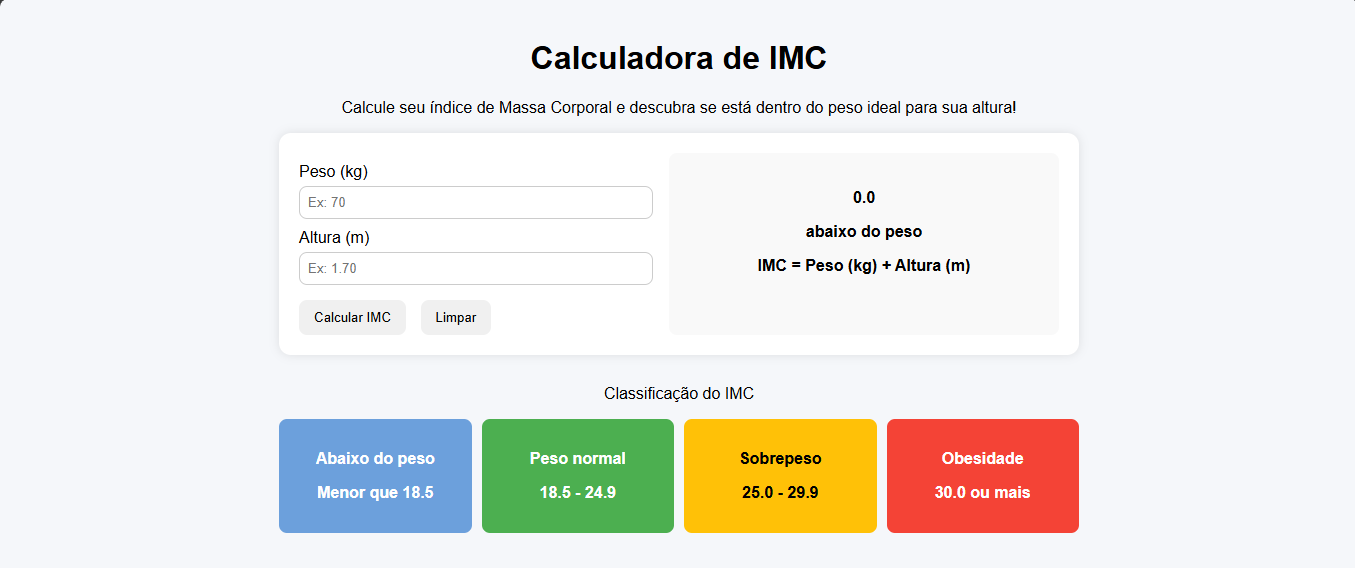 Calculadora de IMC
Calcule seu índice de Massa Corporal e descubra se está dentro do peso ideal para sua altura!
Peso (kg)
Ex: 70
Altura (m)
Ex: 1.70
Calcular IMC
Limpar
0.0
abaixo do peso
IMC = Peso (kg) + Altura (m)
Classificação do IMC
Abaixo do peso
Menor que 18.5
Peso normal
18.5 - 24.9
Sobrepeso
25.0 - 29.9
Obesidade
30.0 ou mais